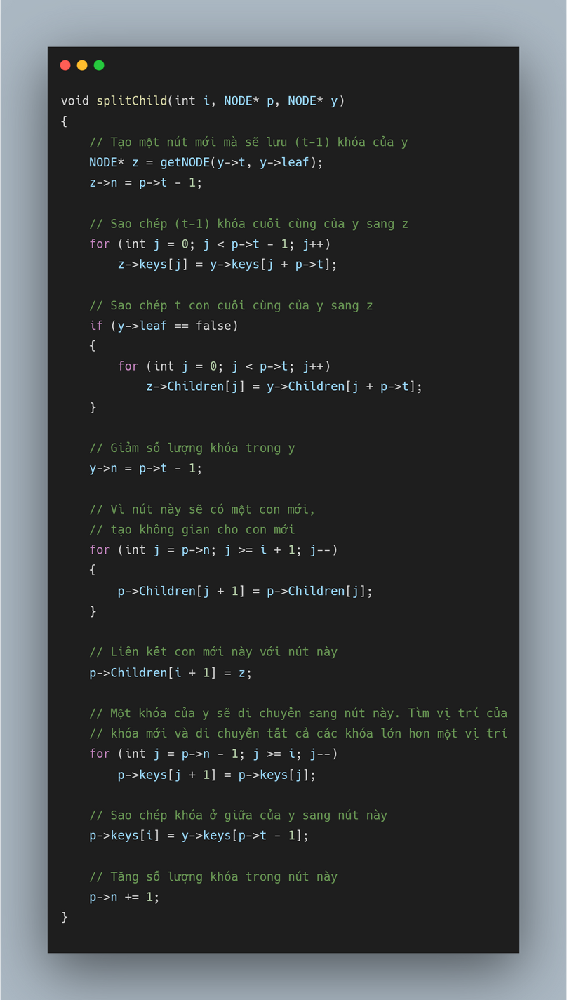 void splitChild(int i, NODE* p, NODE* y)
{
    // Tạo một nút mới mà sẽ lưu (t-1) khóa của y
    NODE* z = getNODE(y->t, y->leaf);
    z->n = p->t - 1;

    // Sao chép (t-1) khóa cuối cùng của y sang z
    for (int j = 0; j < p->t - 1; j++)
        z->keys[j] = y->keys[j + p->t];

    // Sao chép t con cuối cùng của y sang z
    if (y->leaf == false)
    {
        for (int j = 0; j < p->t; j++)
            z->Children[j] = y->Children[j + p->t];
    }

    // Giảm số lượng khóa trong y
    y->n = p->t - 1;

    // Vì nút này sẽ có một con mới,
    // tạo không gian cho con mới
    for (int j = p->n; j >= i + 1; j--)
    {
        p->Children[j + 1] = p->Children[j];
    }

    // Liên kết con mới này với nút này
    p->Children[i + 1] = z;

    // Một khóa của y sẽ di chuyển sang nút này. Tìm vị trí của
    // khóa mới và di chuyển tất cả các khóa lớn hơn một vị trí
    for (int j = p->n - 1; j >= i; j--)
        p->keys[j + 1] = p->keys[j];

    // Sao chép khóa ở giữa của y sang nút này
    p->keys[i] = y->keys[p->t - 1];

    // Tăng số lượng khóa trong nút này
    p->n += 1;
}